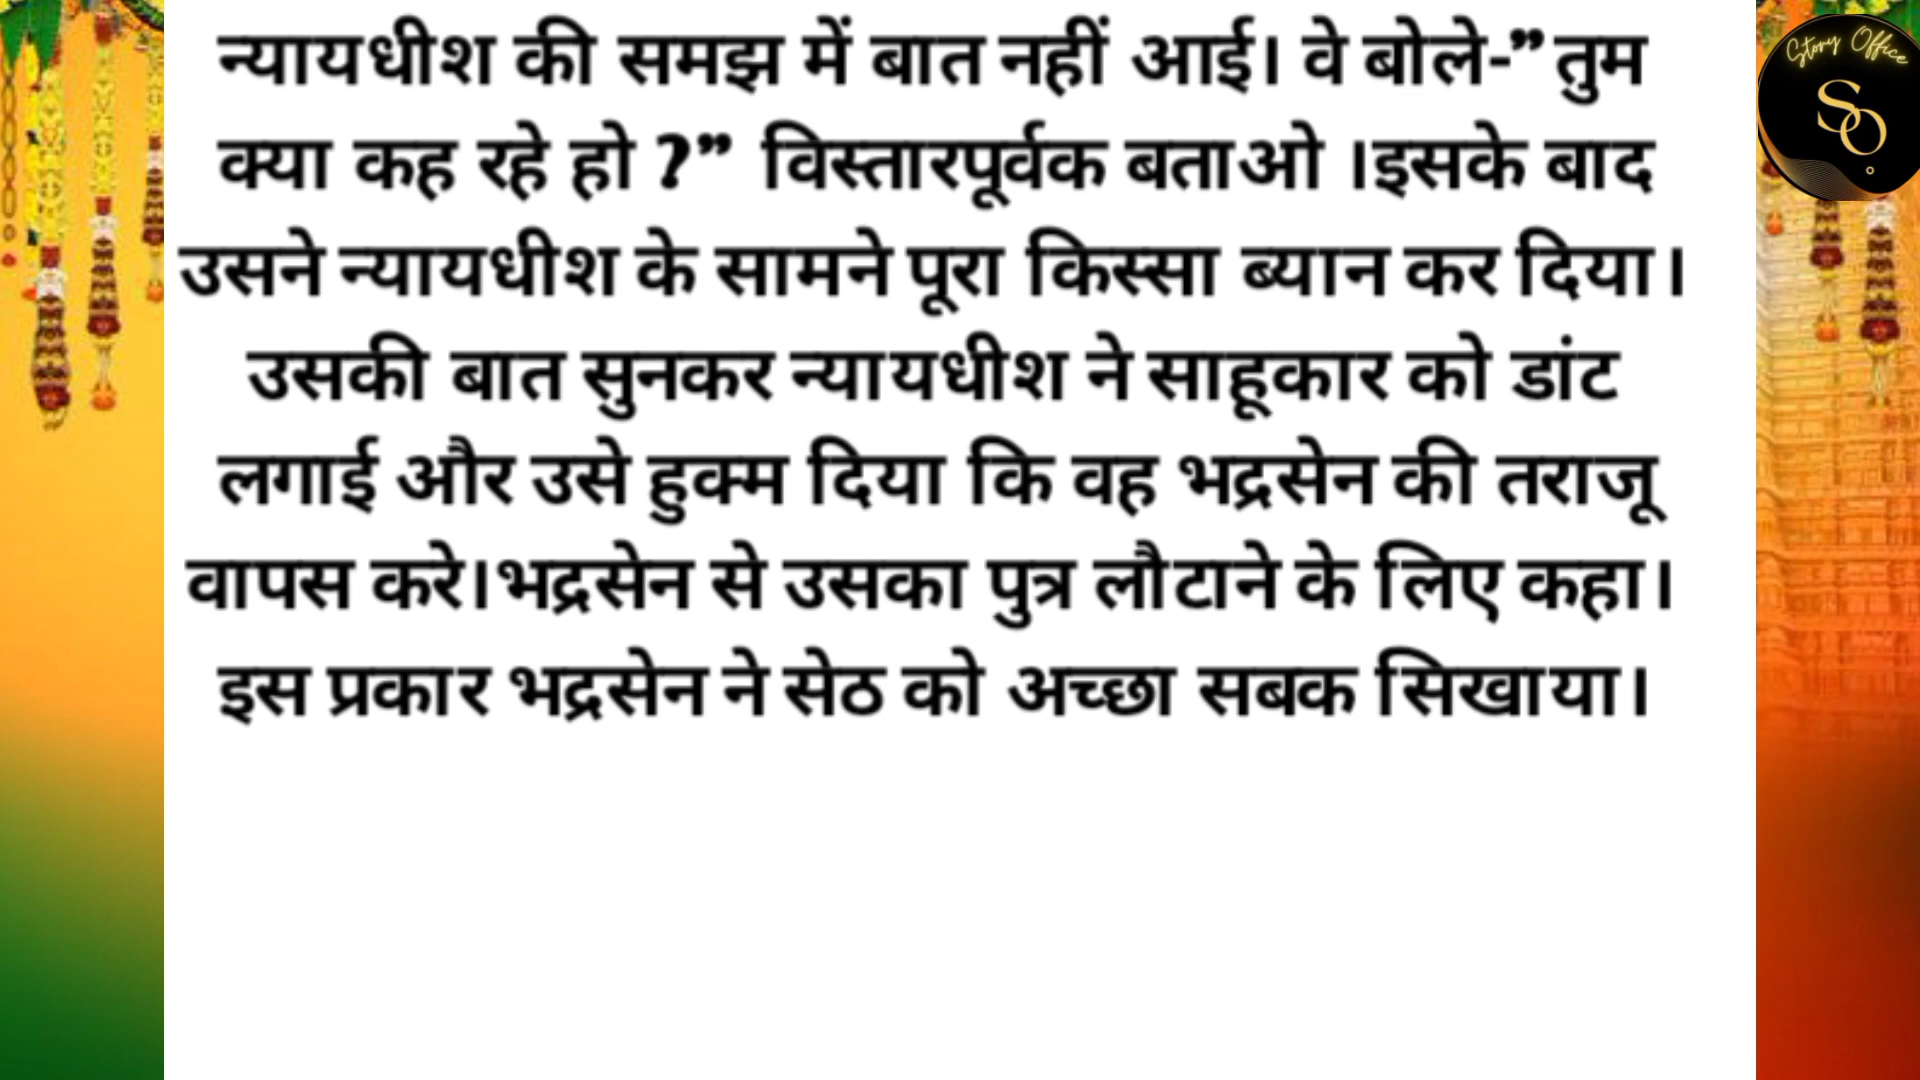 न्यायधीश की समझ में बात नहीं आई। वे बोले-”तुम
क्या कह रहे हो ?” विस्तारपूर्वक बताओ ।इसके बाद
उसने न्यायधीश के सामने पूरा किस्सा ब्यान कर दिया।
उसकी बात सुनकर न्यायधीश ने साहूकार को डांट
लगाई और उसे हुक्म दिया कि वह भद्रसेन की तराजू
वापस करे।भद्रसेन से उसका पुत्र लौटाने के लिए कहा।
इस प्रकार भद्रसेन ने सेठ को अच्छा सबक सिखाया।
Story Office
SO